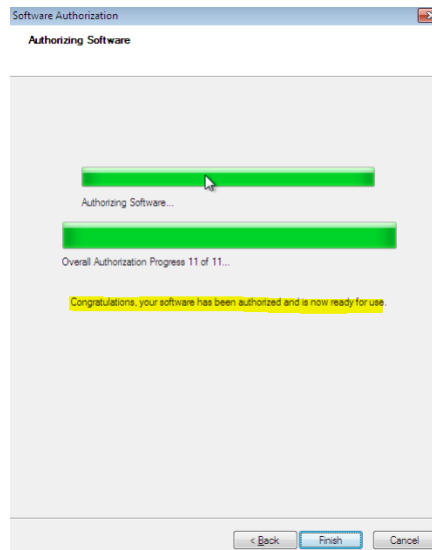 Software Authorization
Authorizing Software
Authorizing Software...
Overall Authorization Progress 11 of 11...
Congratulations, your software has been authorized and is now ready for use.
< Back Finish Cancel